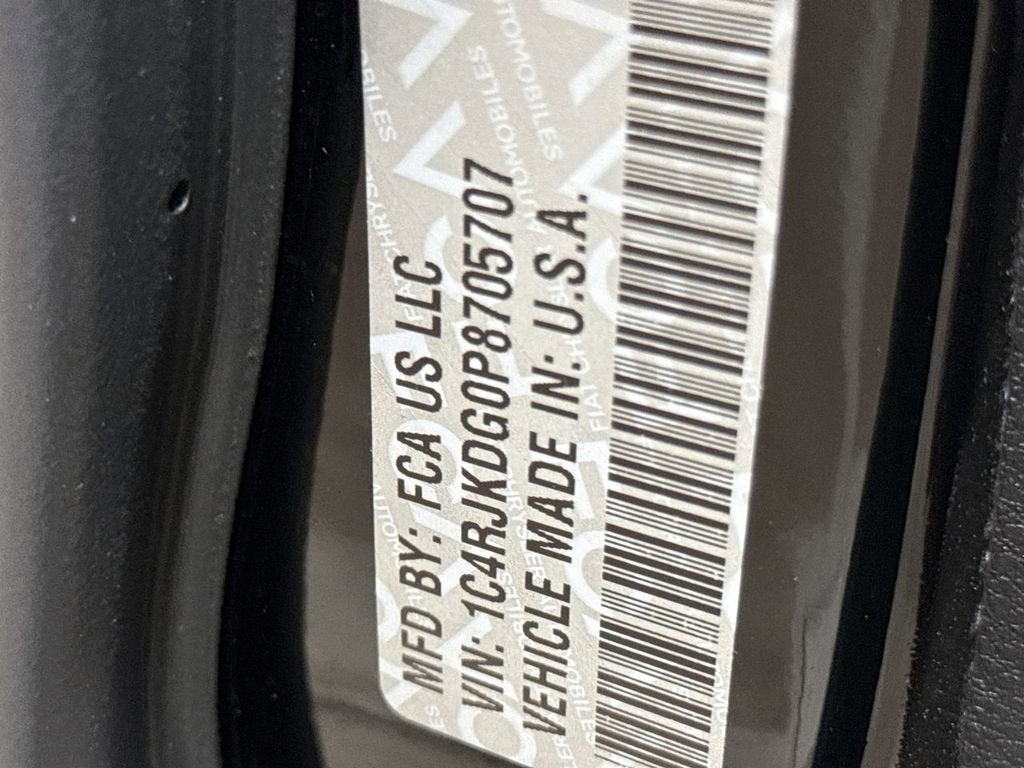 MFD BY: FCA US LLC
VIN: 1C4RJKDG0P8705707
VEHICLE MADE IN: U.S.A.